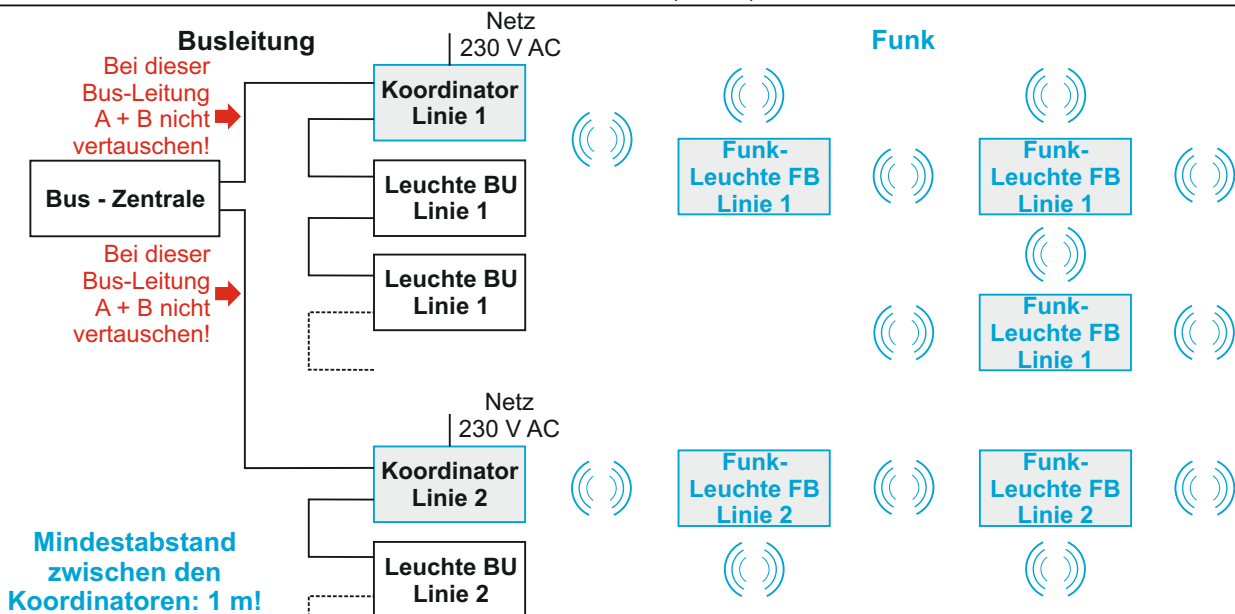 Busleitung
Netz
230 V AC
Funk
Bei dieser
Bus-Leitung
A + B nicht
vertauschen!
Koordinator
Linie 1
Funk-
Leuchte FB
Linie 1
Funk-
Leuchte FB
Linie 1
Bus - Zentrale
Leuchte BU
Linie 1
Bei dieser
Bus-Leitung
A + B nicht
vertauschen!
Leuchte BU
Linie 1
Funk-
Leuchte FB
Linie 1
Netz
230 V AC
Koordinator
Linie 2
Funk-
Leuchte FB
Linie 2
Funk-
Leuchte FB
Linie 2
Mindestabstand
zwischen den
Koordinatoren: 1 m!
Leuchte BU
Linie 2